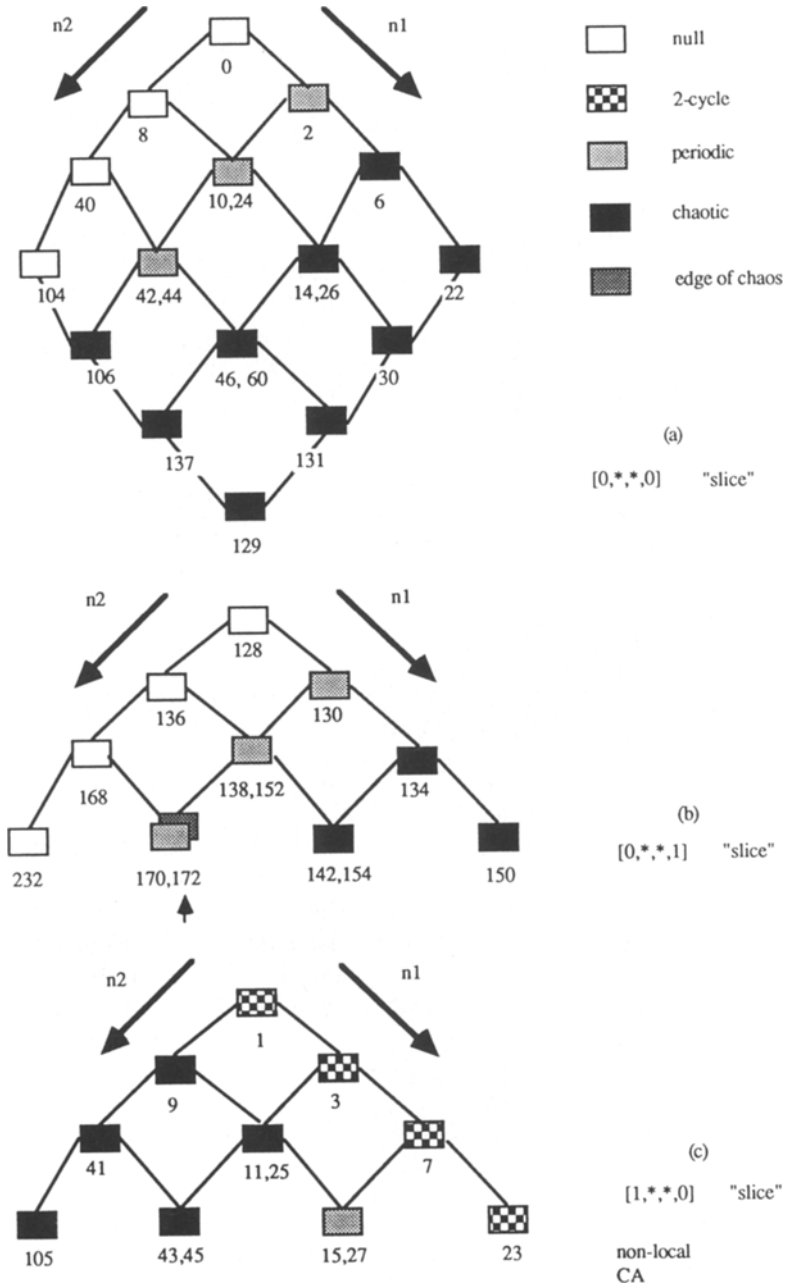 n2
n1
0
8
2
40
10,24
6
104
42,44
14,26
22
106
46, 60
30
137
131
129
null
2-cycle
periodic
chaotic
edge of chaos
(a)
[0,*,*,0] "slice"
n2
n1
128
136
130
168
138,152
134
232
170,172
142,154
150
(b)
[0,*,*,1] "slice"
n2
n1
1
9
3
41
11,25
7
105
43,45
15,27
23
(c)
[1,*,*,0] "slice"
non-local
CA